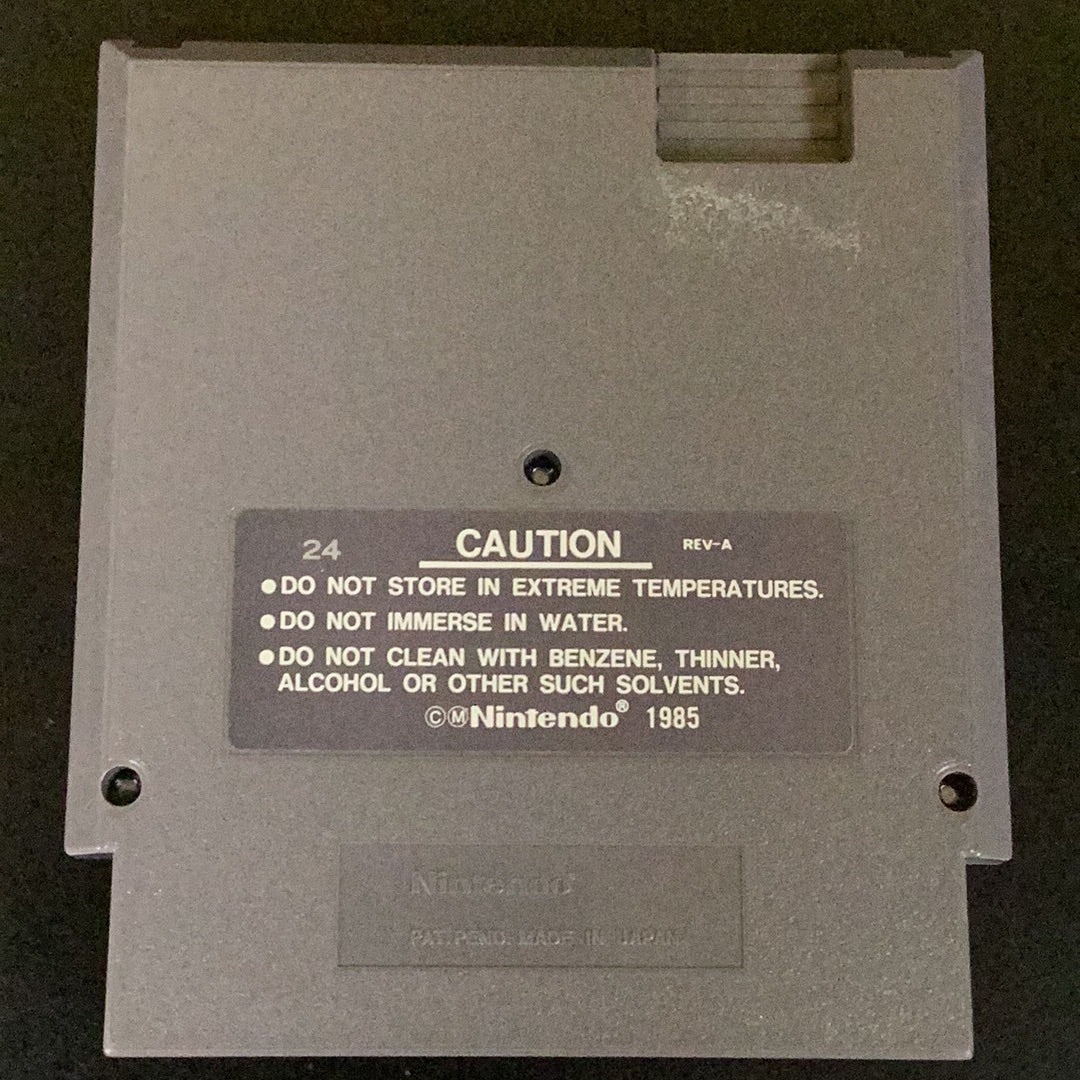 24 CAUTION REV-A
●DO NOT STORE IN EXTREME TEMPERATURES.
●DO NOT IMMERSE IN WATER.
●DO NOT CLEAN WITH BENZENE, THINNER,
ALCOHOL OR OTHER SUCH SOLVENTS.
©ⓂNintendo® 1985
Nintendo®
PAT. PEND. MADE IN JAPAN